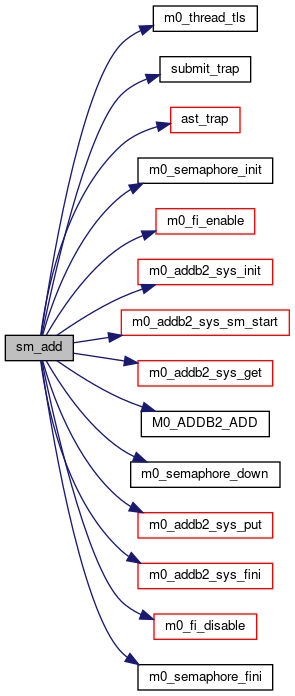 m0_thread_tls
submit_trap
ast_trap
m0_semaphore_init
m0_fi_enable
m0_addb2_sys_init
m0_addb2_sys_sm_start
sm_add
m0_addb2_sys_get
M0_ADDB2_ADD
m0_semaphore_down
m0_addb2_sys_put
m0_addb2_sys_fini
m0_fi_disable
m0_semaphore_fini